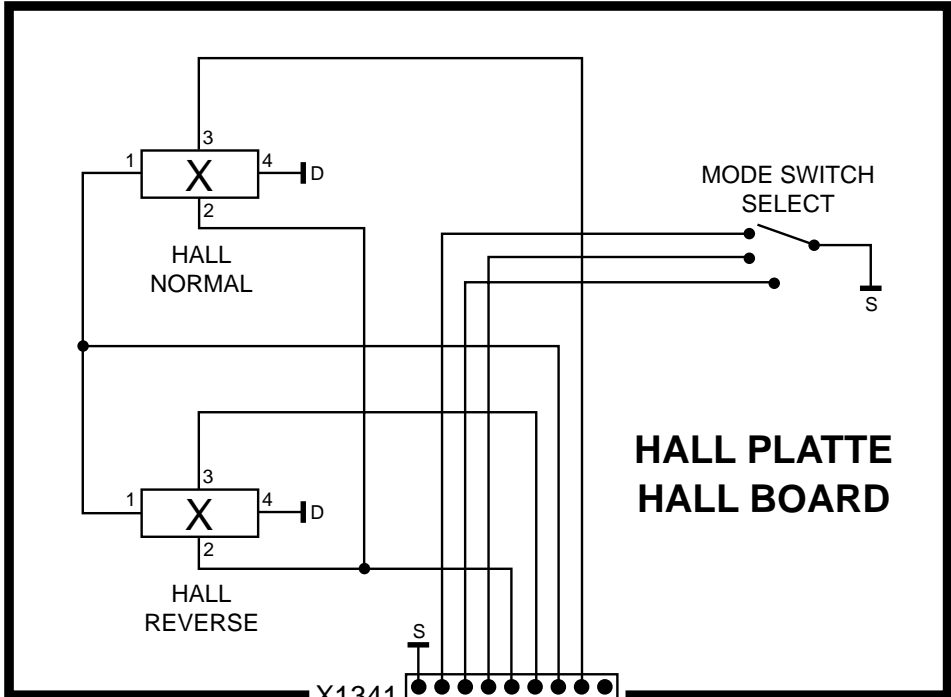 3
1
4
X
D
2
HALL
NORMAL
MODE SWITCH
SELECT
S
3
1
4
X
D
2
HALL
REVERSE
HALL PLATTE
HALL BOARD
S
X1341